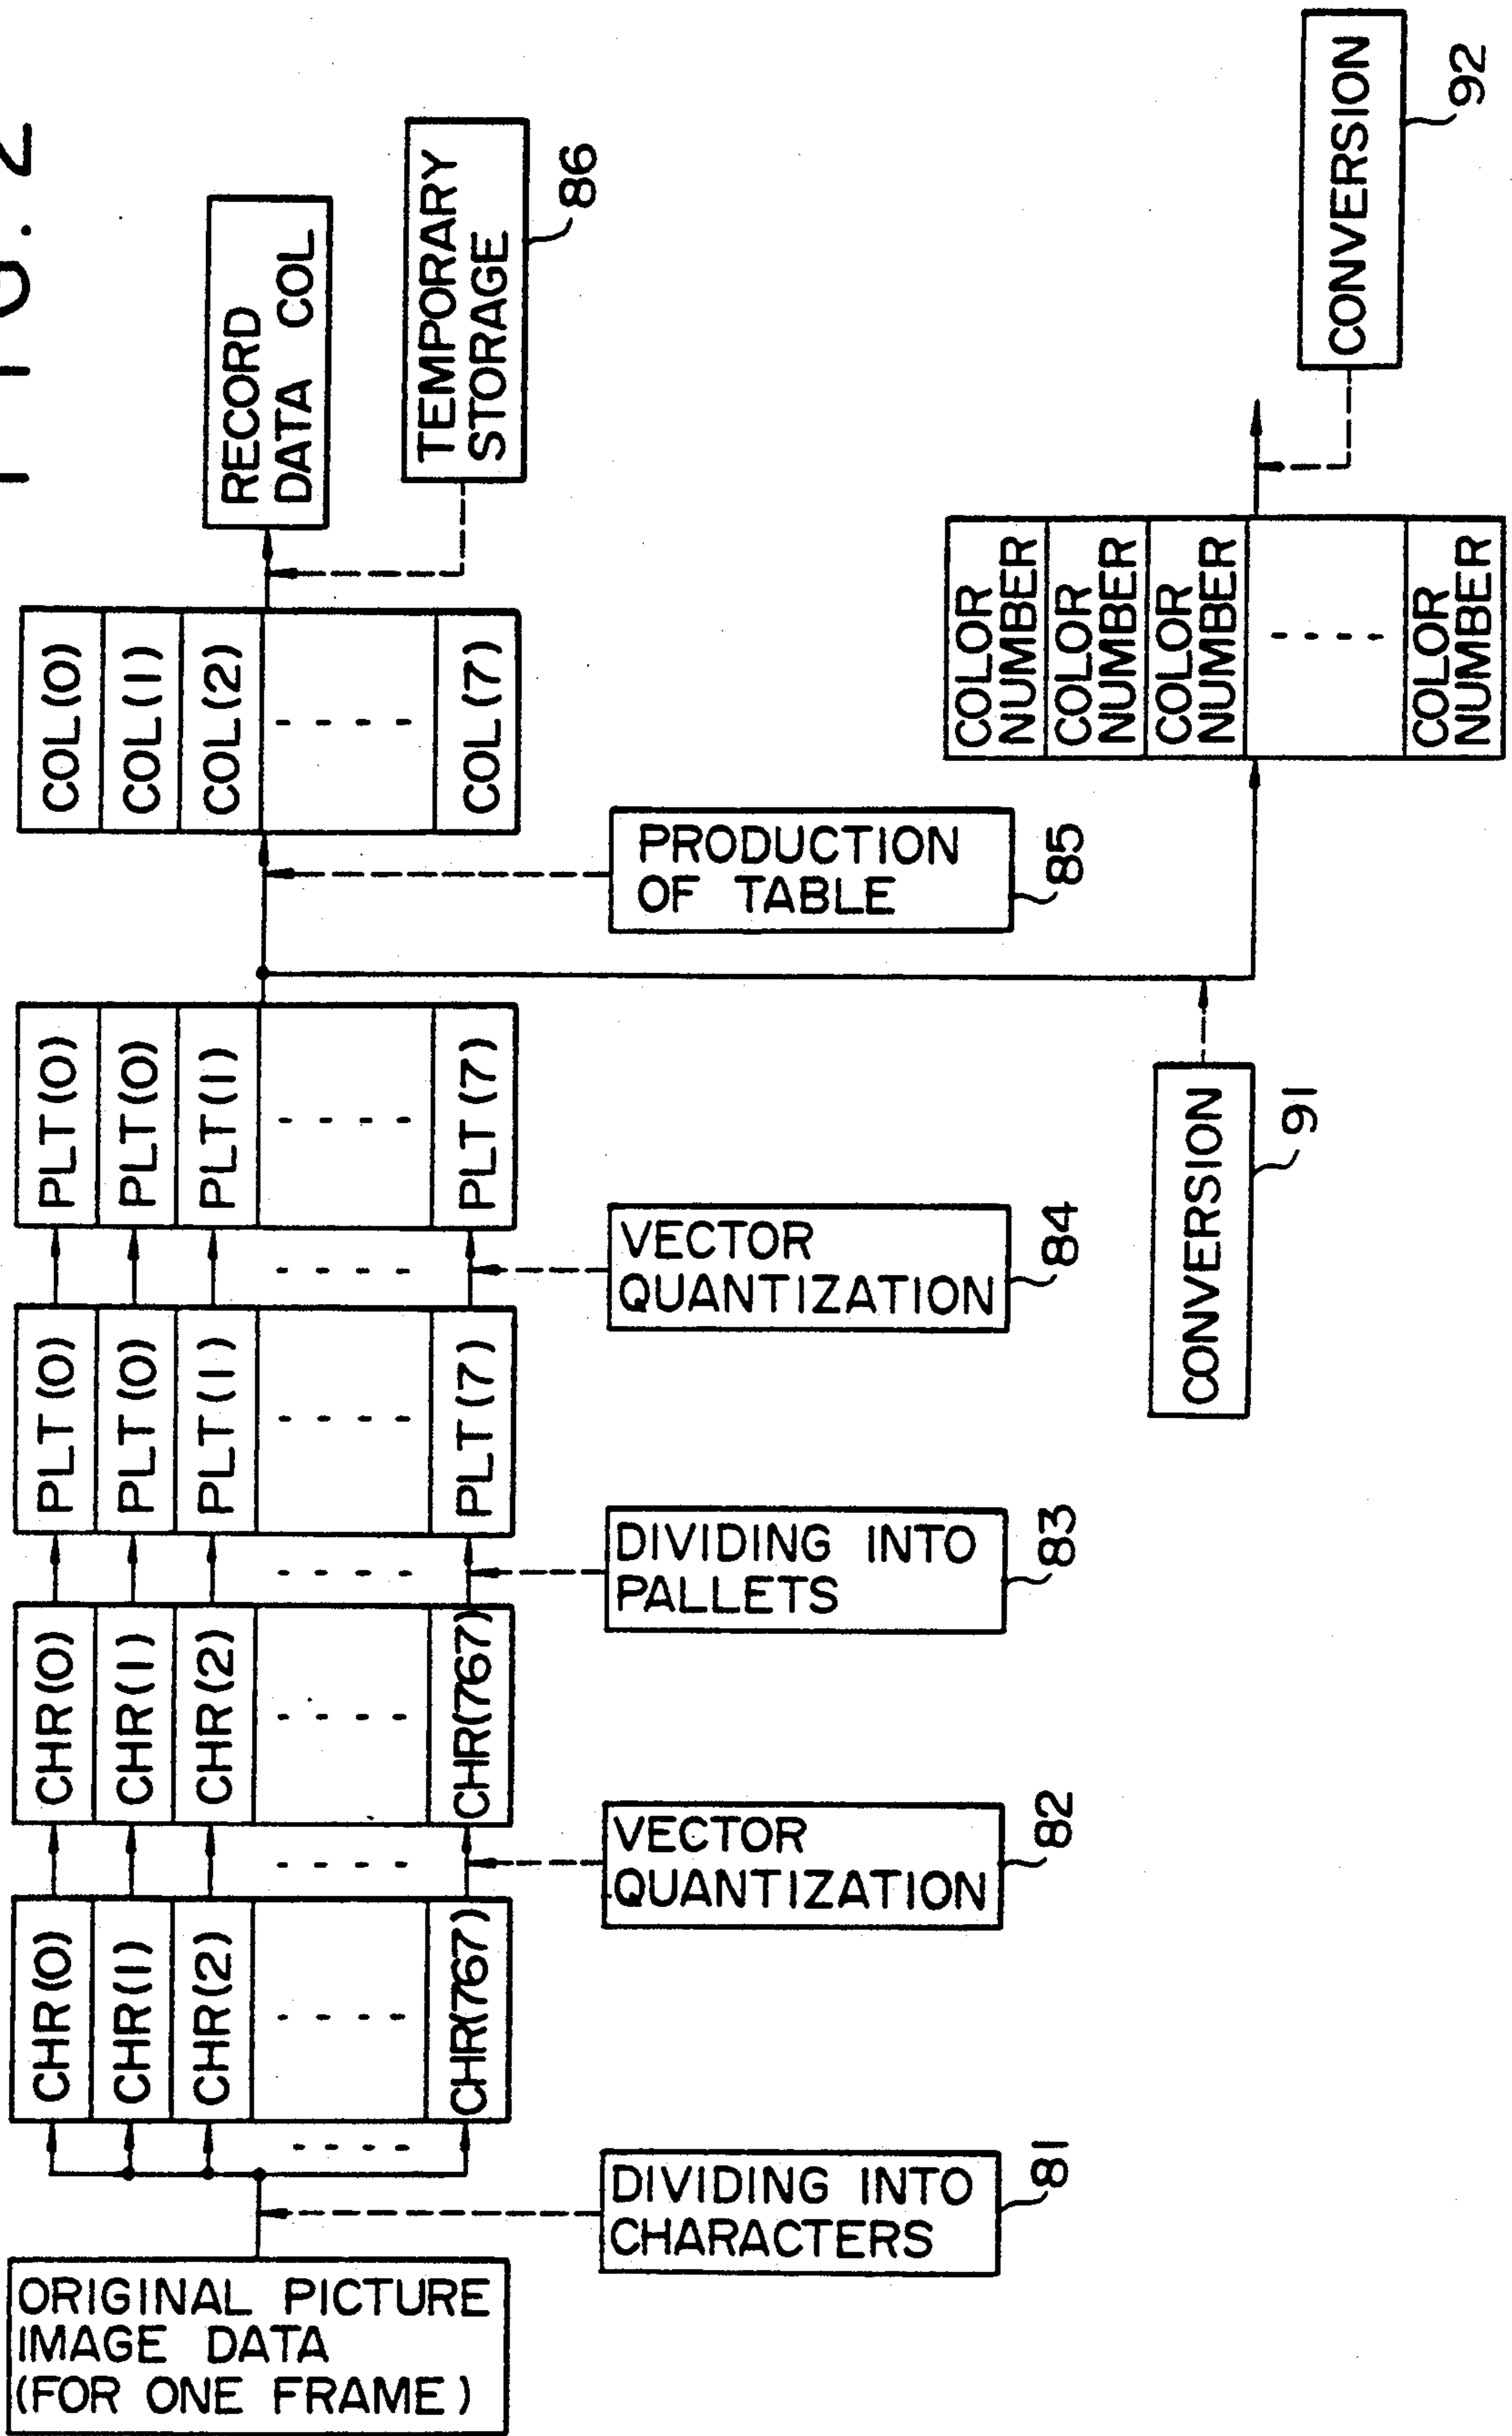 FIG. 2
ORIGINAL PICTURE
IMAGE DATA
(FOR ONE FRAME)
DIVIDING INTO
CHARACTERS
81
CHR(0)
CHR(1)
CHR(2)
CHR(767)
VECTOR
QUANTIZATION
82
CHR(0)
CHR(1)
CHR(2)
CHR(767)
DIVIDING INTO
PALLETS
83
PLT(0)
PLT(0)
PLT(1)
PLT(7)
VECTOR
QUANTIZATION
84
PLT(0)
PLT(0)
PLT(1)
PLT(7)
PRODUCTION
OF TABLE
85
COL(0)
COL(1)
COL(2)
COL(7)
RECORD
DATA COL
TEMPORARY
STORAGE
86
CONVERSION
91
COLOR
NUMBER
COLOR
NUMBER
COLOR
NUMBER
COLOR
NUMBER
CONVERSION
92